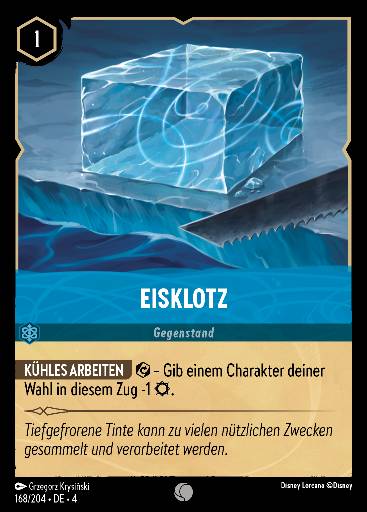 1
EISKLOTZ
Gegenstand
KÜHLES ARBEITEN - Gib einem Charakter deiner
Wahl in diesem Zug -1.
Tiefgefrorene Tinte kann zu vielen nützlichen Zwecken
gesammelt und verarbeitet werden.
Grzegorz Krysiński
Disney Lorcana ©Disney
168/204 • DE • 4